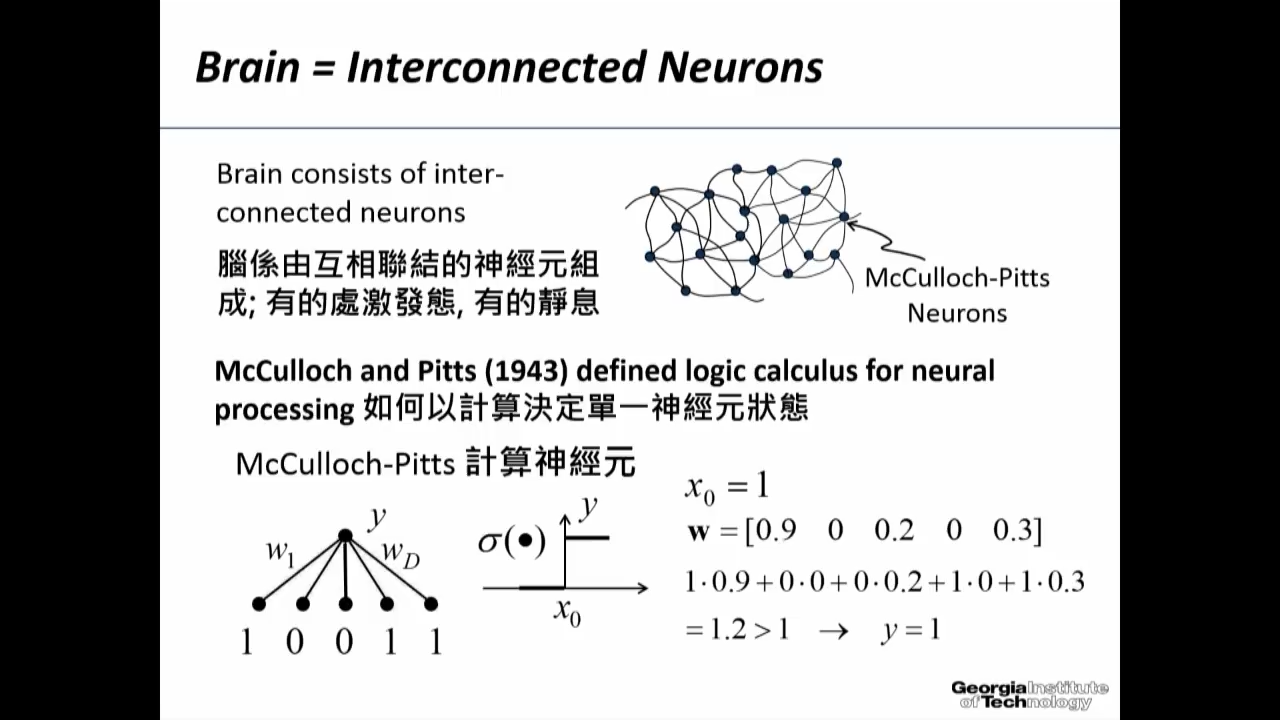 Brain = Interconnected Neurons
Brain consists of inter-
connected neurons
腦係由互相聯結的神經元組
成; 有的處激發態, 有的靜息
McCulloch-Pitts
Neurons
McCulloch and Pitts (1943) defined logic calculus for neural
processing 如何以計算決定單一神經元狀態
McCulloch-Pitts 計算神經元
y
w₁ w_D
1 0 0 1 1
σ(•) y
x₀
x₀ = 1
w = [0.9 0 0.2 0 0.3]
1·0.9+0·0+0·0.2+1·0+1·0.3
=1.2>1 → y=1
Georgia Institute
of Technology